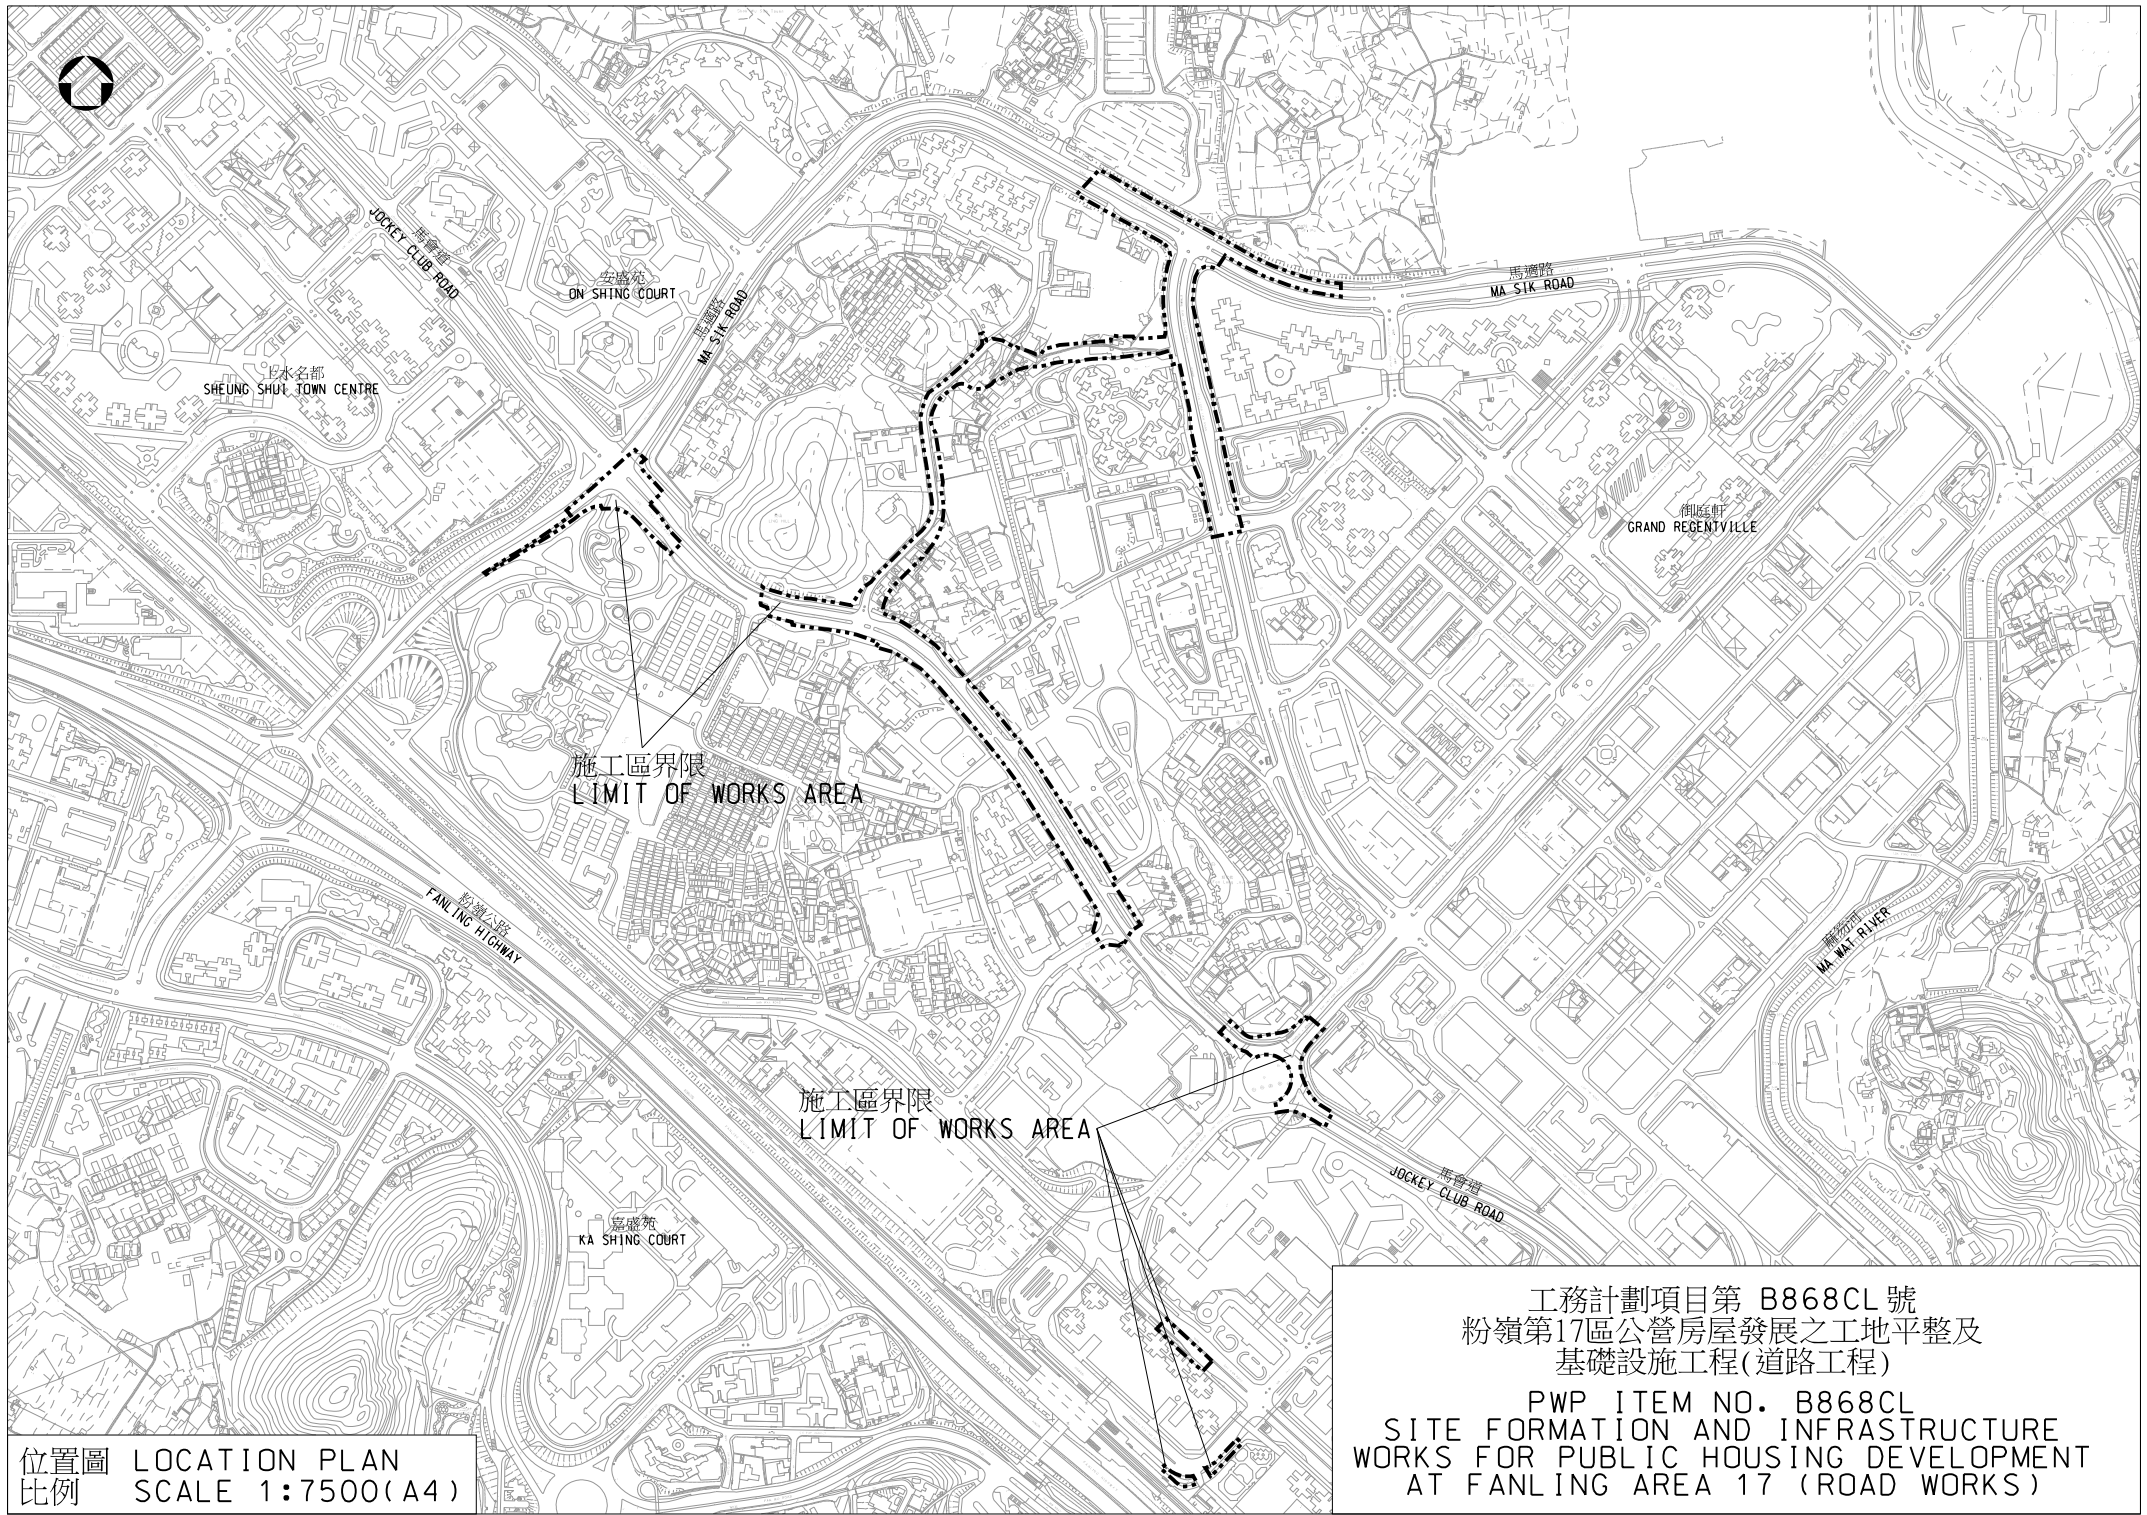 馬會道
JOCKEY CLUB ROAD
安盛苑
ON SHING COURT
馬適路
MA SIK ROAD
馬適路
MA SIK ROAD
上水名都
SHEUNG SHUI TOWN CENTRE
御庭軒
GRAND REGENTVILLE
施工區界限
LIMIT OF WORKS AREA
粉嶺公路
FANLING HIGHWAY
麻笏河
MA WAT RIVER
施工區界限
LIMIT OF WORKS AREA
馬會道
JOCKEY CLUB ROAD
嘉盛苑
KA SHING COURT
工務計劃項目第 B868CL號
粉嶺第17區公營房屋發展之工地平整及
基礎設施工程(道路工程)
PWP ITEM NO. B868CL
SITE FORMATION AND INFRASTRUCTURE
WORKS FOR PUBLIC HOUSING DEVELOPMENT
AT FANLING AREA 17 (ROAD WORKS)
位置圖 LOCATION PLAN
比例 SCALE 1:7500(A4)